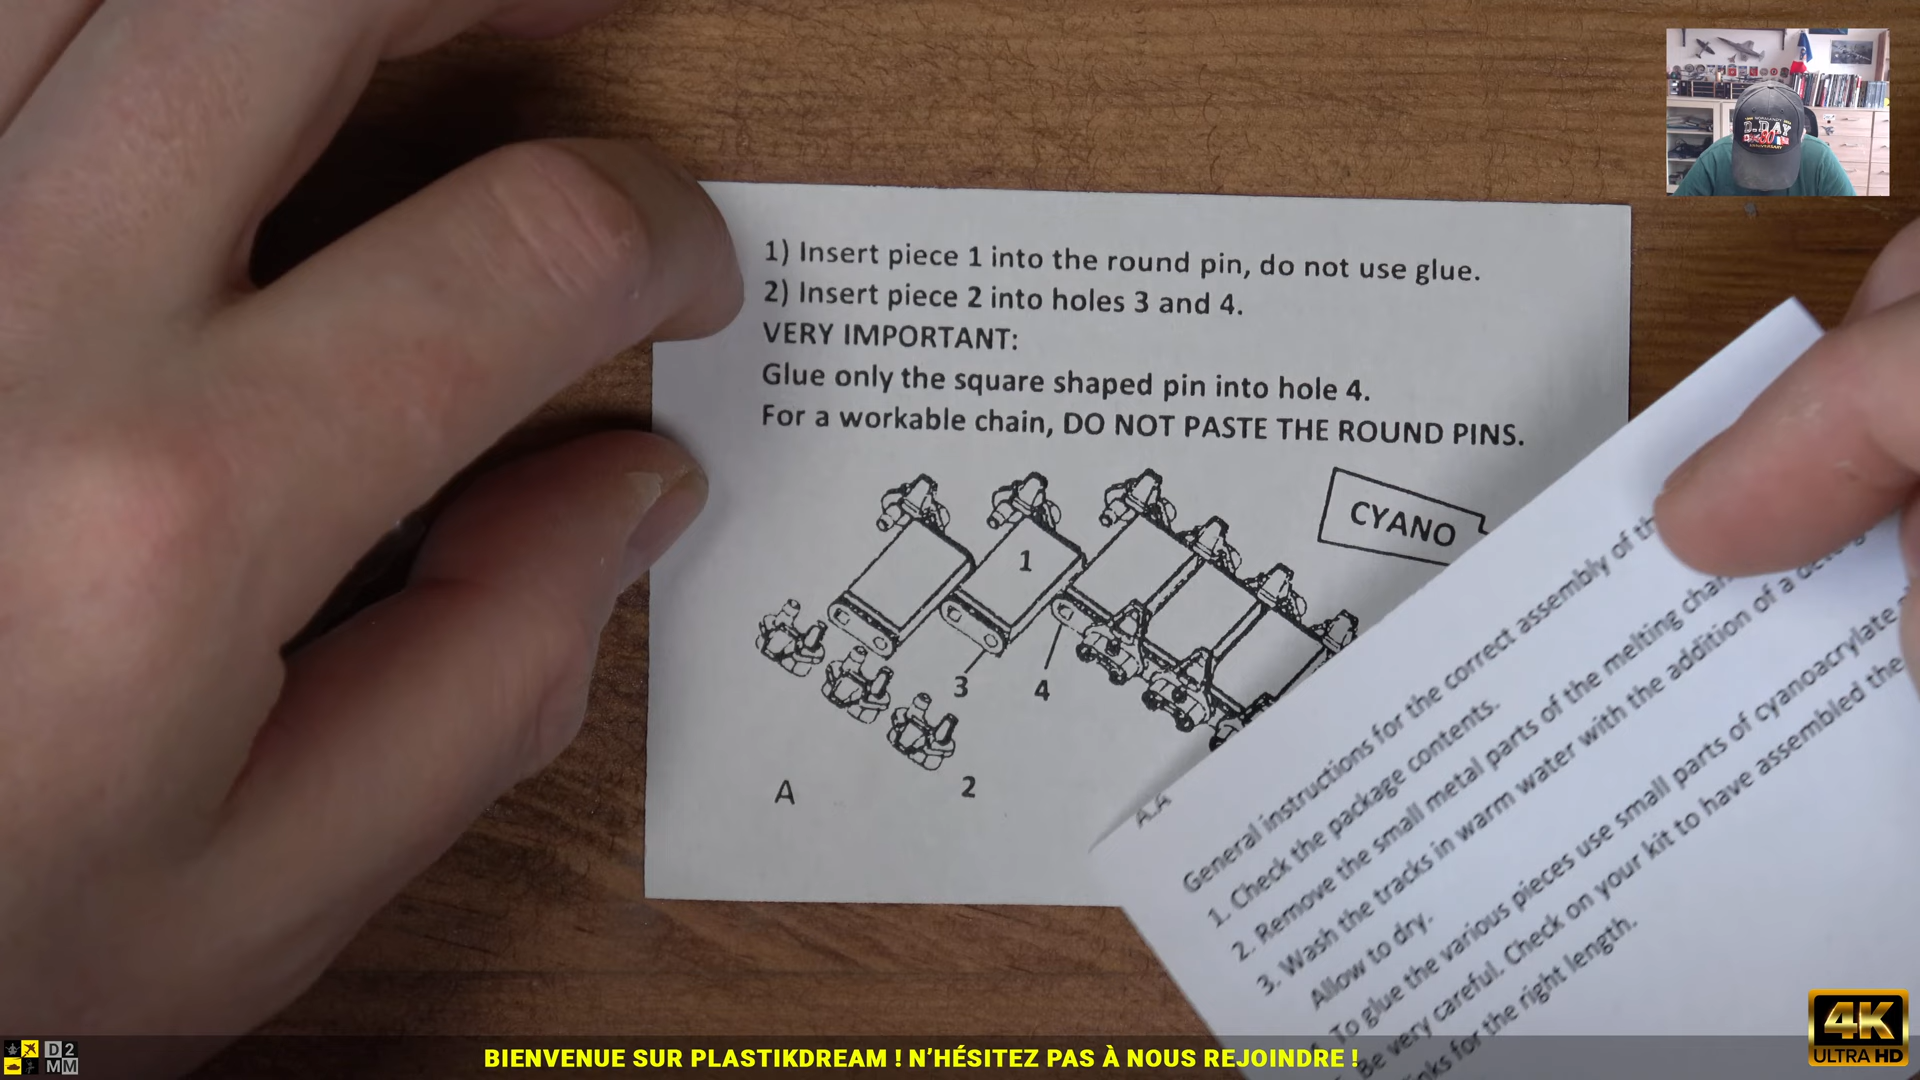 1) Insert piece 1 into the round pin, do not use glue.
2) Insert piece 2 into holes 3 and 4.
VERY IMPORTANT:
Glue only the square shaped pin into hole 4.
For a workable chain, DO NOT PASTE THE ROUND PINS.
CYANO
1
3
4
2
A
General instructions for the correct assembly of
1. Check the package contents.
2. Remove the small metal parts of the melting
3. Wash the tracks in warm water with the addition of a
Allow to dry.
To glue the various pieces use small parts of cyanoacrylate
Be very careful. Check on your kit to have assembled the
for the right length.
D-DAY
D2
MM
BIENVENUE SUR PLASTIKDREAM ! N'HÉSITEZ PAS À NOUS REJOINDRE !
4K
ULTRA HD